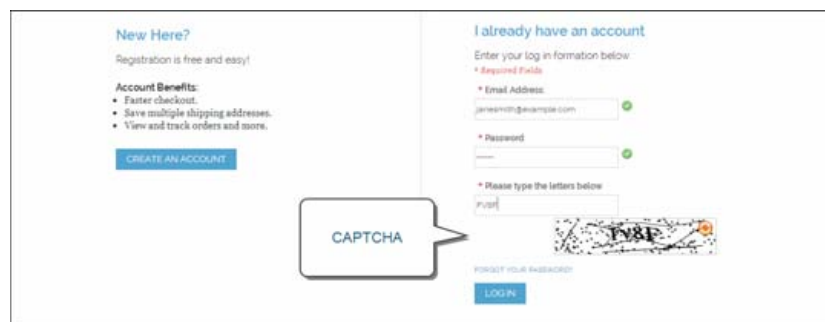 New Here?
Registration is free and easy!
Account Benefits:
• Faster checkout.
• Save multiple shipping addresses.
• View and track orders and more.
CREATE AN ACCOUNT
I already have an account
Enter your log in formation below
* Required Fields
* Email Address:
janesmith@example.com
* Password
* Please type the letters below
CAPTCHA
FORGOT YOUR PASSWORD?
LOG IN